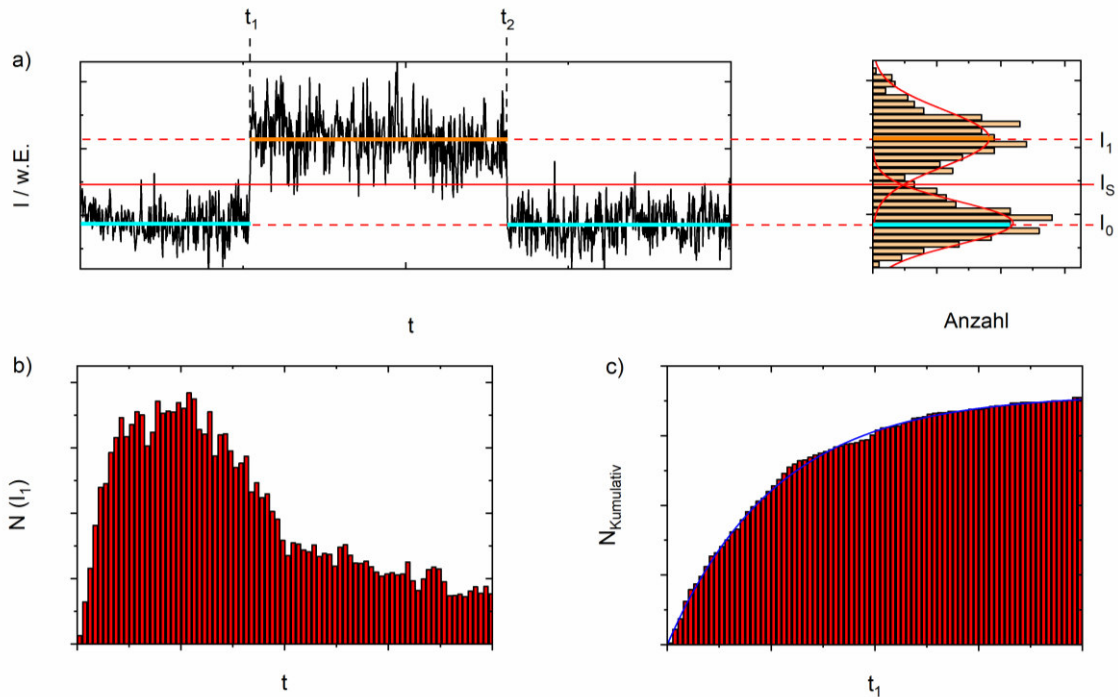 t1 t2
a)
I / w.E.
I1
IS
I0
t
Anzahl
b)
N (I1)
t
c)
NKumulativ
t1